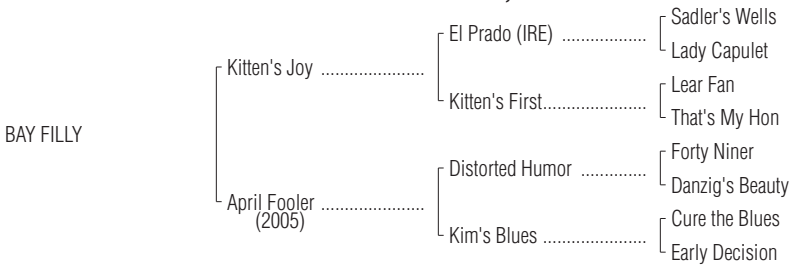 Sadler's Wells
El Prado (IRE) ..................
Lady Capulet
Kitten's Joy ......................
Lear Fan
Kitten's First......................
That's My Hon
BAY FILLY
Forty Niner
Distorted Humor ..............
Danzig's Beauty
April Fooler ......................
(2005)
Cure the Blues
Kim's Blues ......................
Early Decision